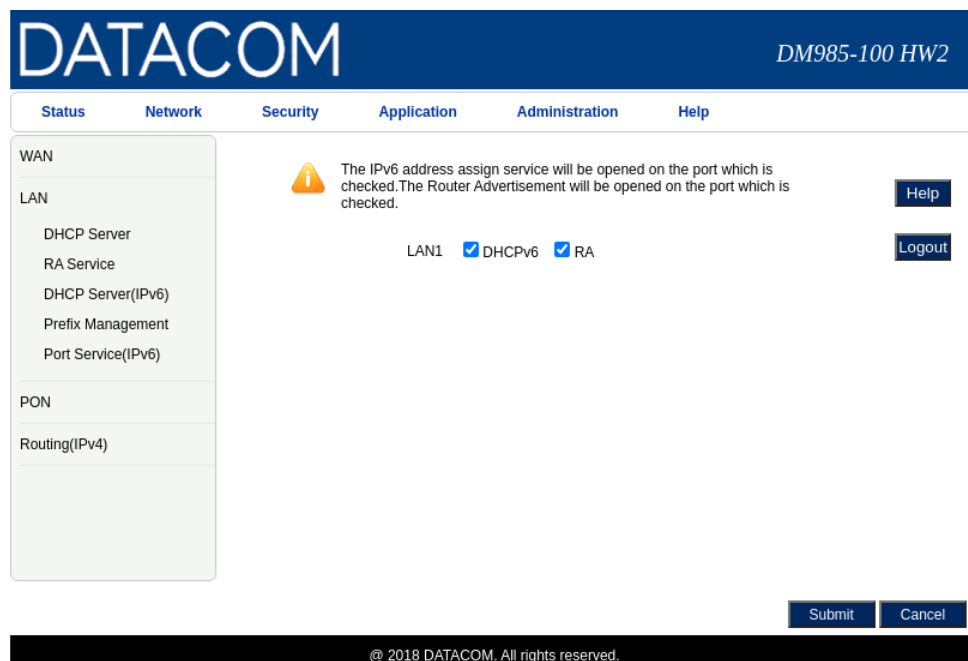 DATACOM
DM985-100 HW2
Status Network Security Application Administration Help
WAN
LAN
DHCP Server
RA Service
DHCP Server(IPv6)
Prefix Management
Port Service(IPv6)
PON
Routing(IPv4)
The IPv6 address assign service will be opened on the port which is
checked.The Router Advertisement will be opened on the port which is
checked.
LAN1 DHCPv6 RA
Help
Logout
Submit Cancel
@ 2018 DATACOM. All rights reserved.